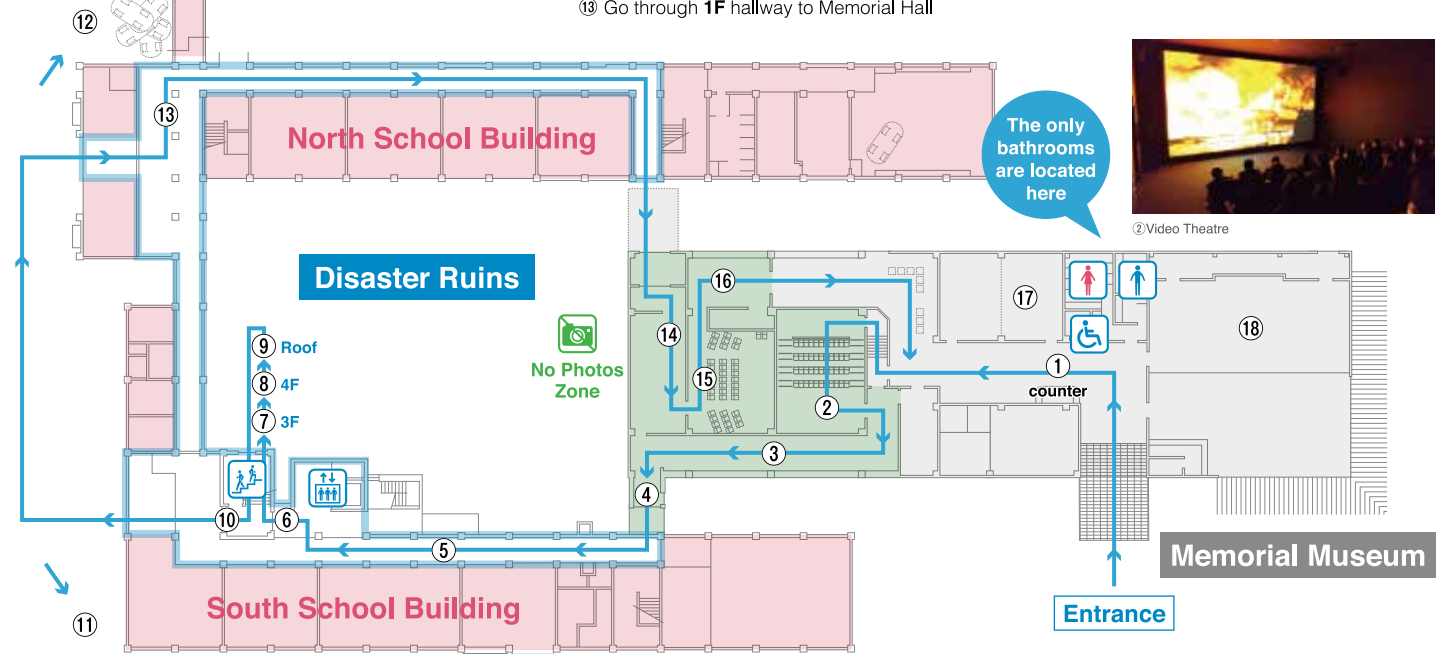 ⑬ Go through 1F hallway to Memorial Hall
⑫
⑬
North School Building
The only
bathrooms
are located
here
②Video Theatre
Disaster Ruins
No Photos
Zone
⑯
⑰
⑱
⑭
⑮
①
counter
②
③
④
⑨ Roof
⑧ 4F
⑦ 3F
⑩
⑥
⑤
South School Building
⑪
Memorial Museum
Entrance